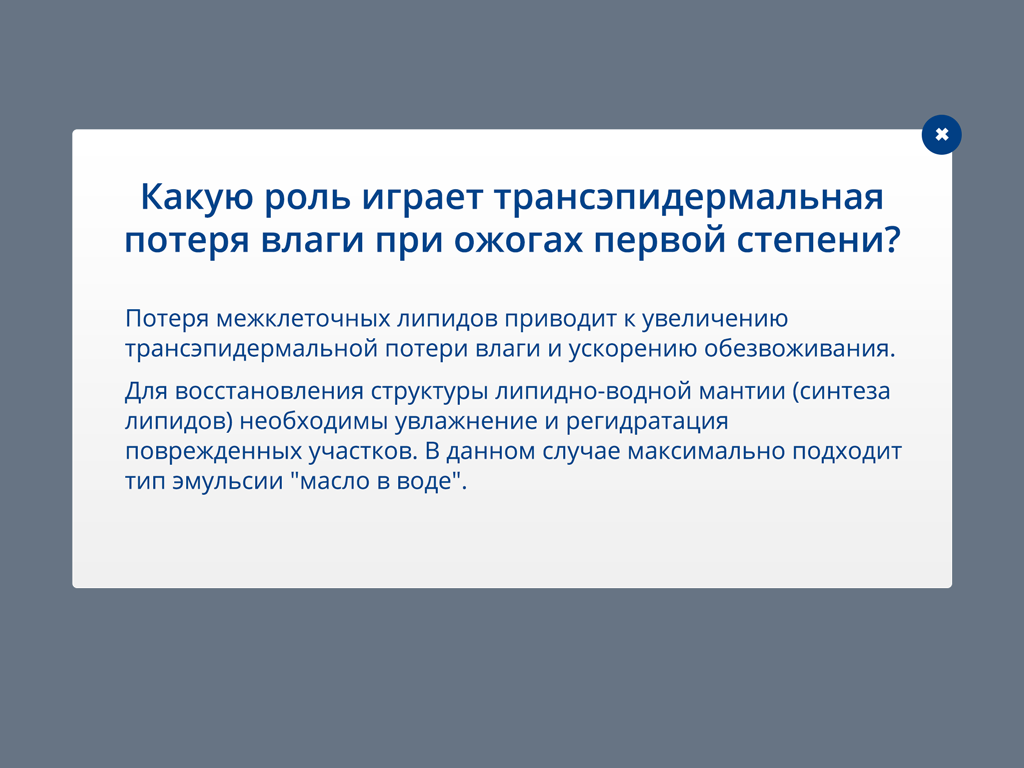 Какую роль играет трансэпидермальная
потеря влаги при ожогах первой степени?
Потеря межклеточных липидов приводит к увеличению
трансэпидермальной потери влаги и ускорению обезвоживания.
Для восстановления структуры липидно-водной мантии (синтеза
липидов) необходимы увлажнение и регидратация
поврежденных участков. В данном случае максимально подходит
тип эмульсии "масло в воде".